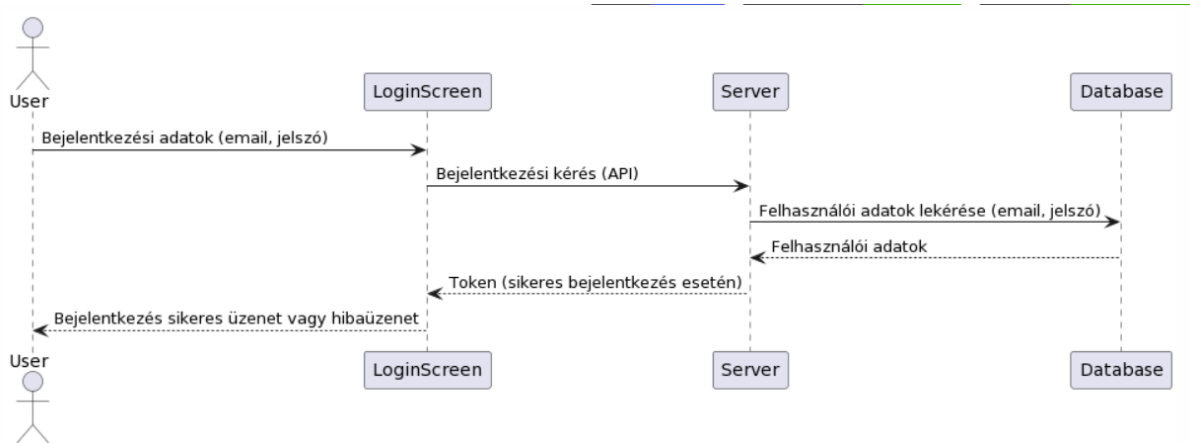 User
LoginScreen
Server
Database
Bejelentkezési adatok (email, jelszó)
Bejelentkezési kérés (API)
Felhasználói adatok lekérése (email, jelszó)
Felhasználói adatok
Token (sikeres bejelentkezés esetén)
Bejelentkezés sikeres üzenet vagy hibaüzenet
User
LoginScreen
Server
Database